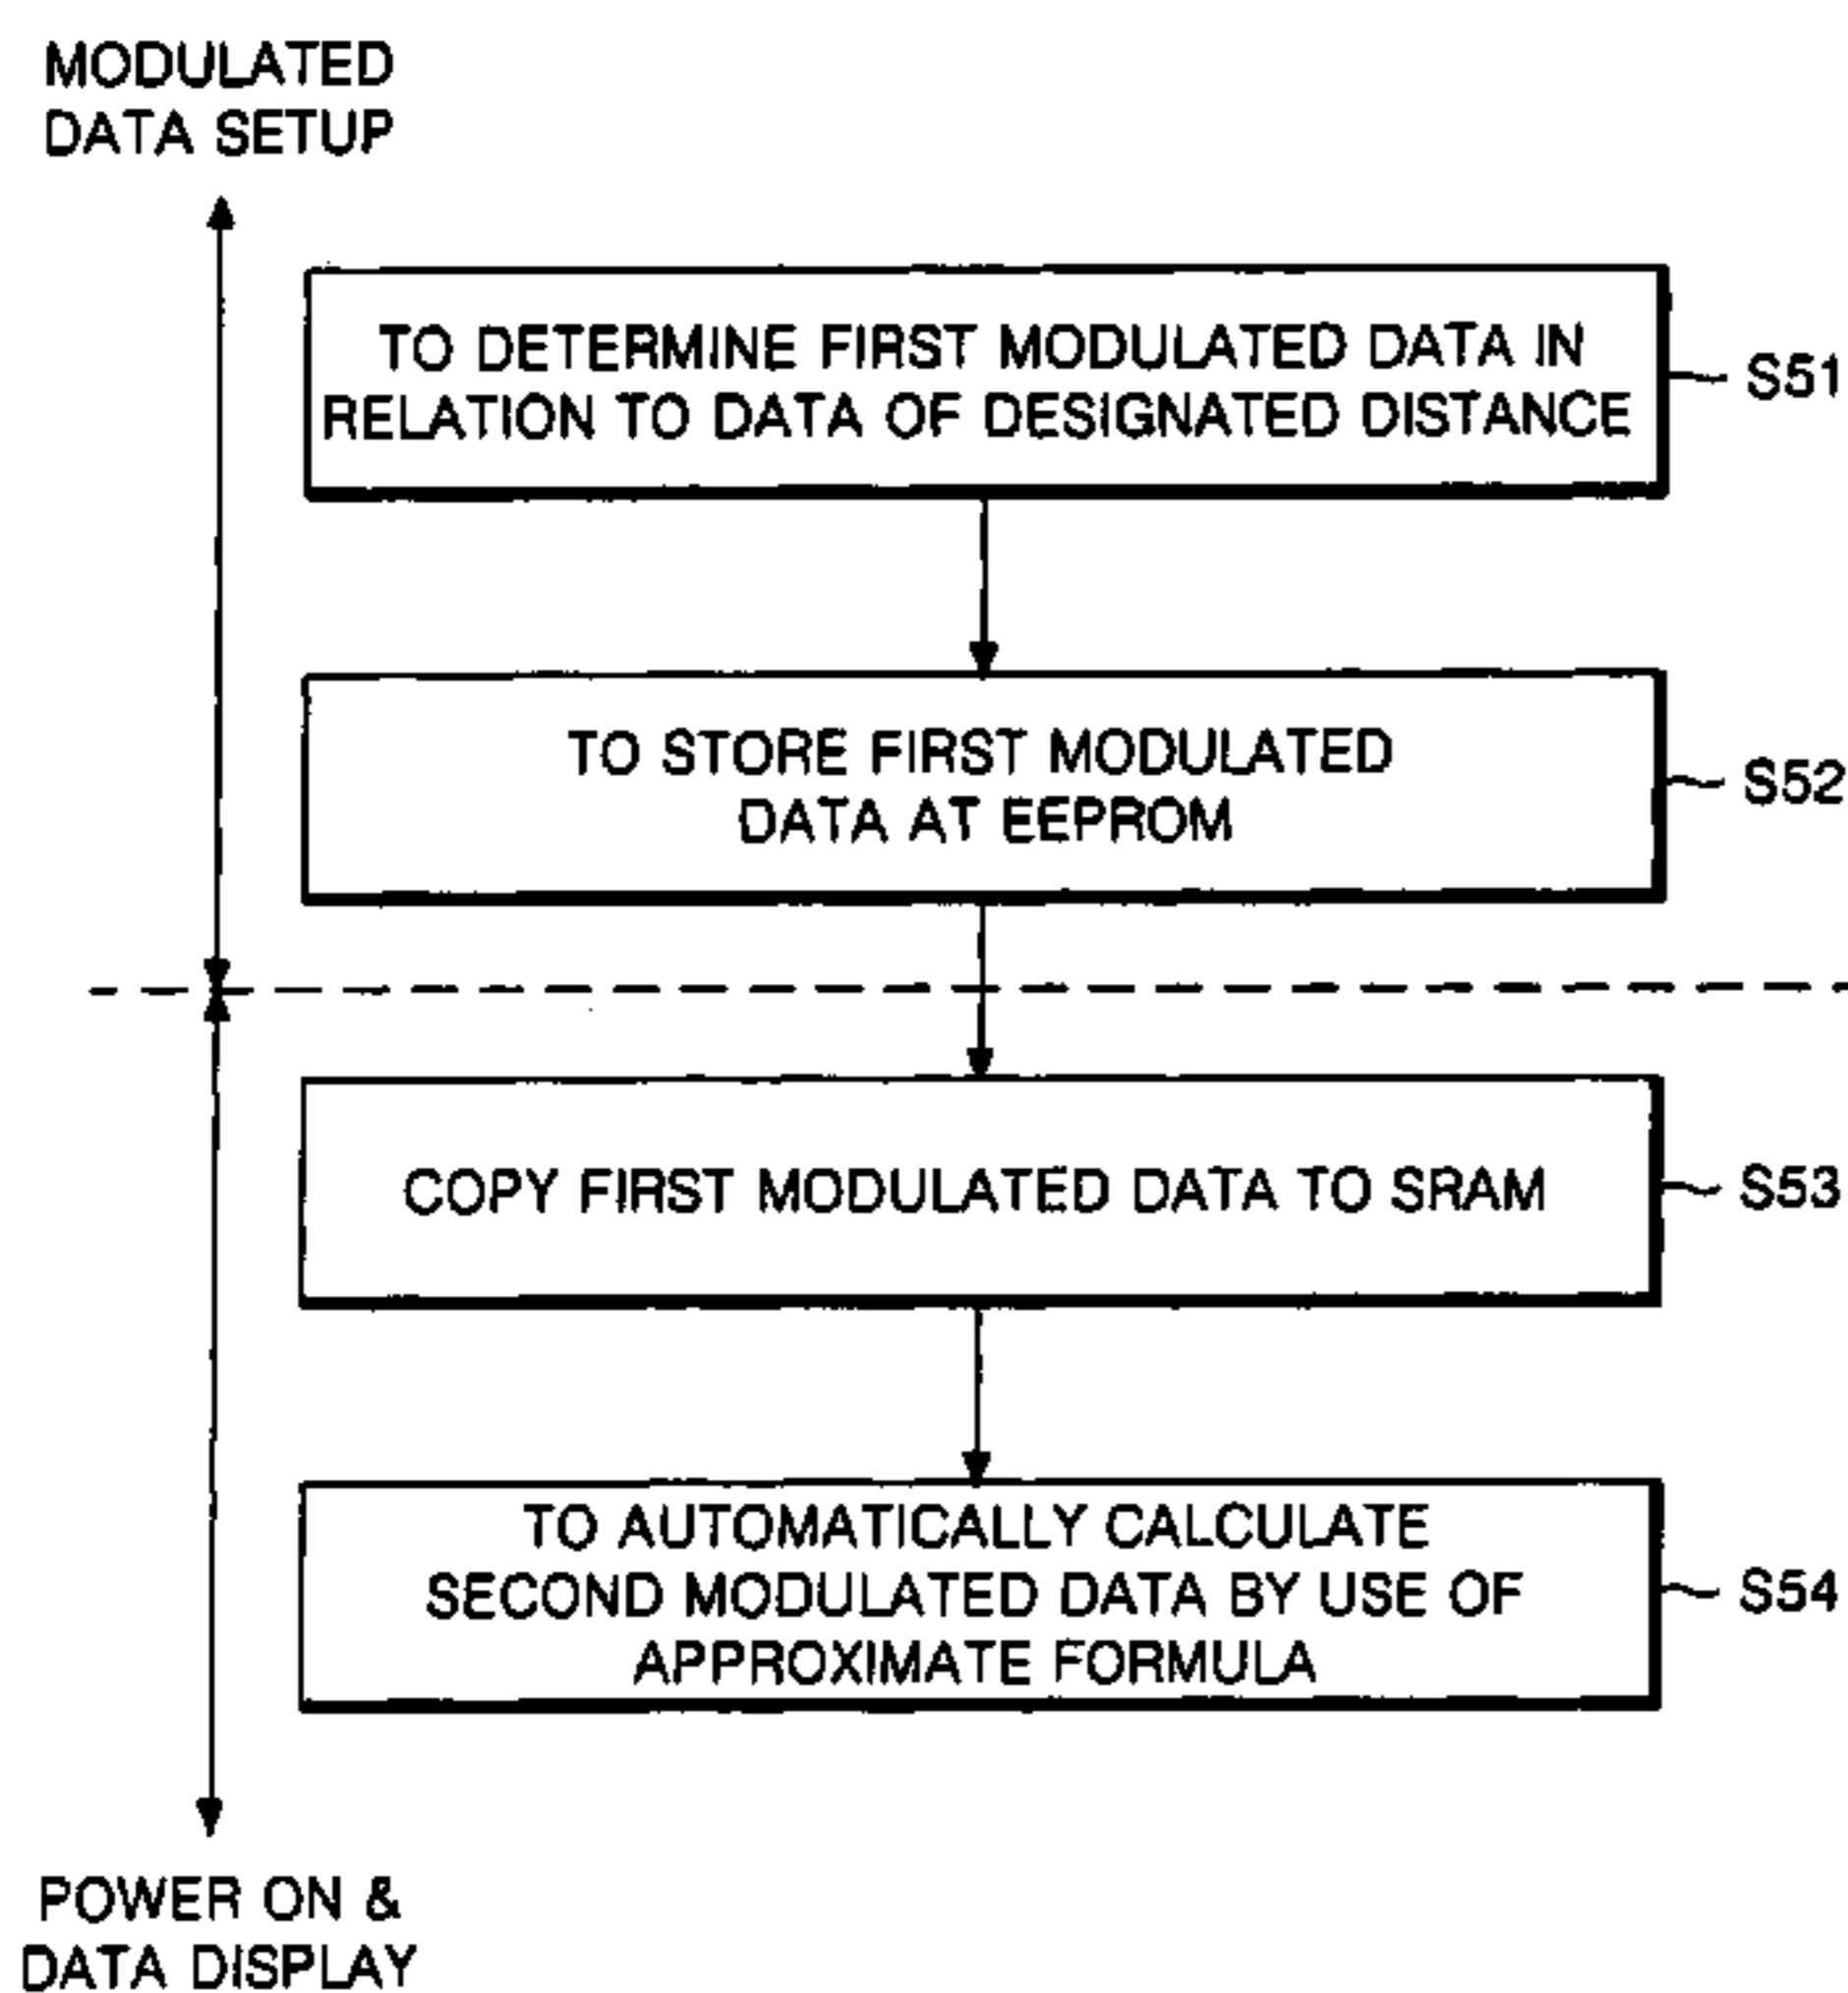 MODULATED
DATA SETUP
TO DETERMINE FIRST MODULATED DATA IN
RELATION TO DATA OF DESIGNATED DISTANCE
S51
TO STORE FIRST MODULATED
DATA AT EEPROM
S52
COPY FIRST MODULATED DATA TO SRAM
S53
TO AUTOMATICALLY CALCULATE
SECOND MODULATED DATA BY USE OF
APPROXIMATE FORMULA
S54
POWER ON &
DATA DISPLAY